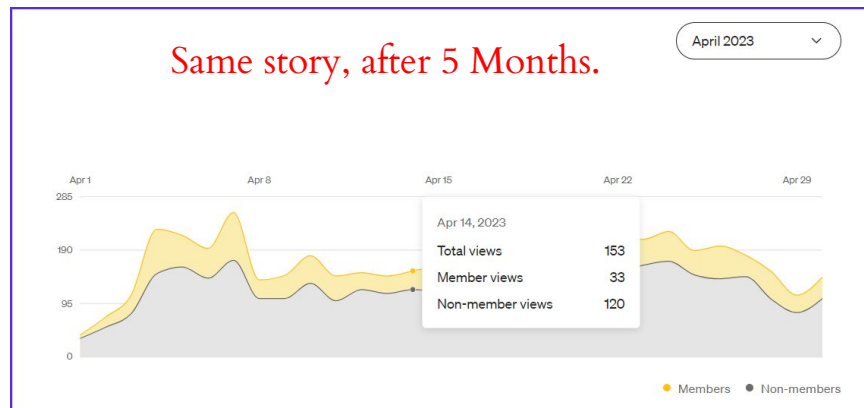 April 2023
Same story, after 5 Months.
Apr 1 Apr 8 Apr 15 Apr 22 Apr 29
285
190
95
0
Apr 14, 2023
Total views 153
Member views 33
Non-member views 120
Members Non-members